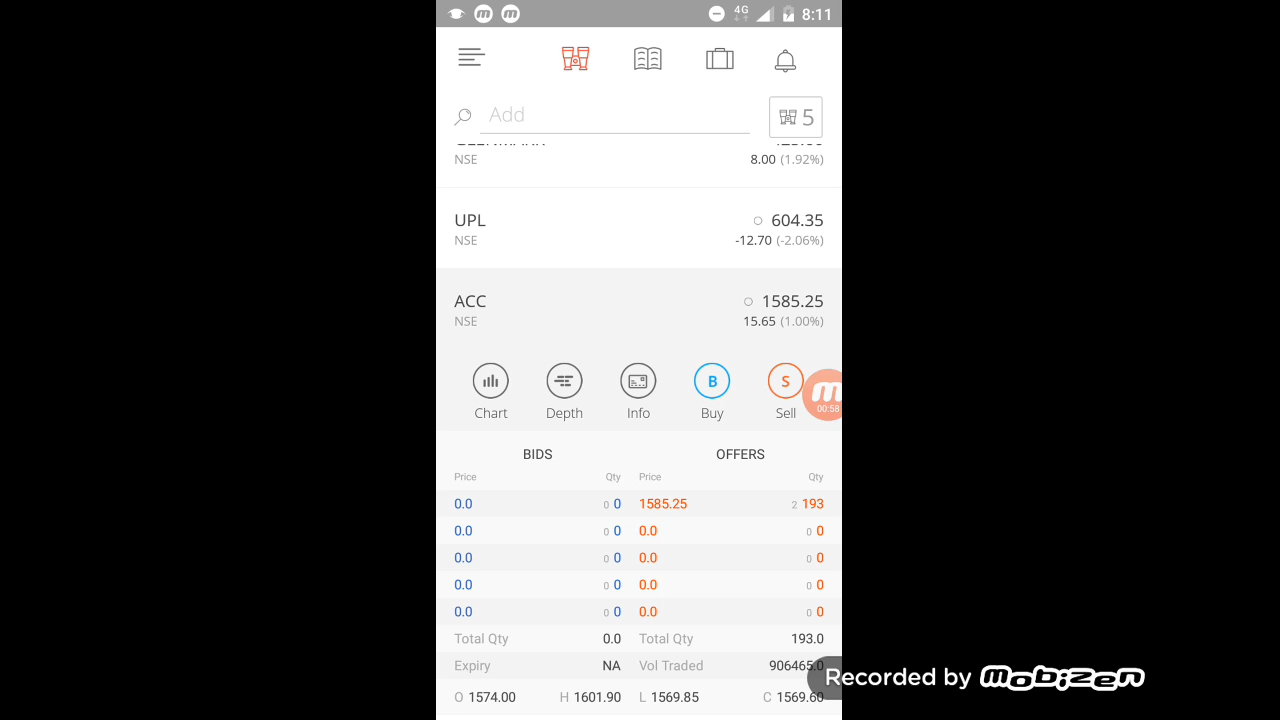 4G 8:11
Add 5
NSE 8.00 (1.92%)
UPL 604.35
NSE -12.70 (-2.06%)
ACC 1585.25
NSE 15.65 (1.00%)
B S
Chart Depth Info Buy Sell
00:58
BIDS OFFERS
Price Qty Price Qty
0.0 0 0 1585.25 2 193
0.0 0 0 0.0 0 0
0.0 0 0 0.0 0 0
0.0 0 0 0.0 0 0
0.0 0 0 0.0 0 0
Total Qty 0.0 Total Qty 193.0
Expiry NA Vol Traded 906465.0
Recorded by mobizen
O 1574.00 H 1601.90 L 1569.85 C 1569.60